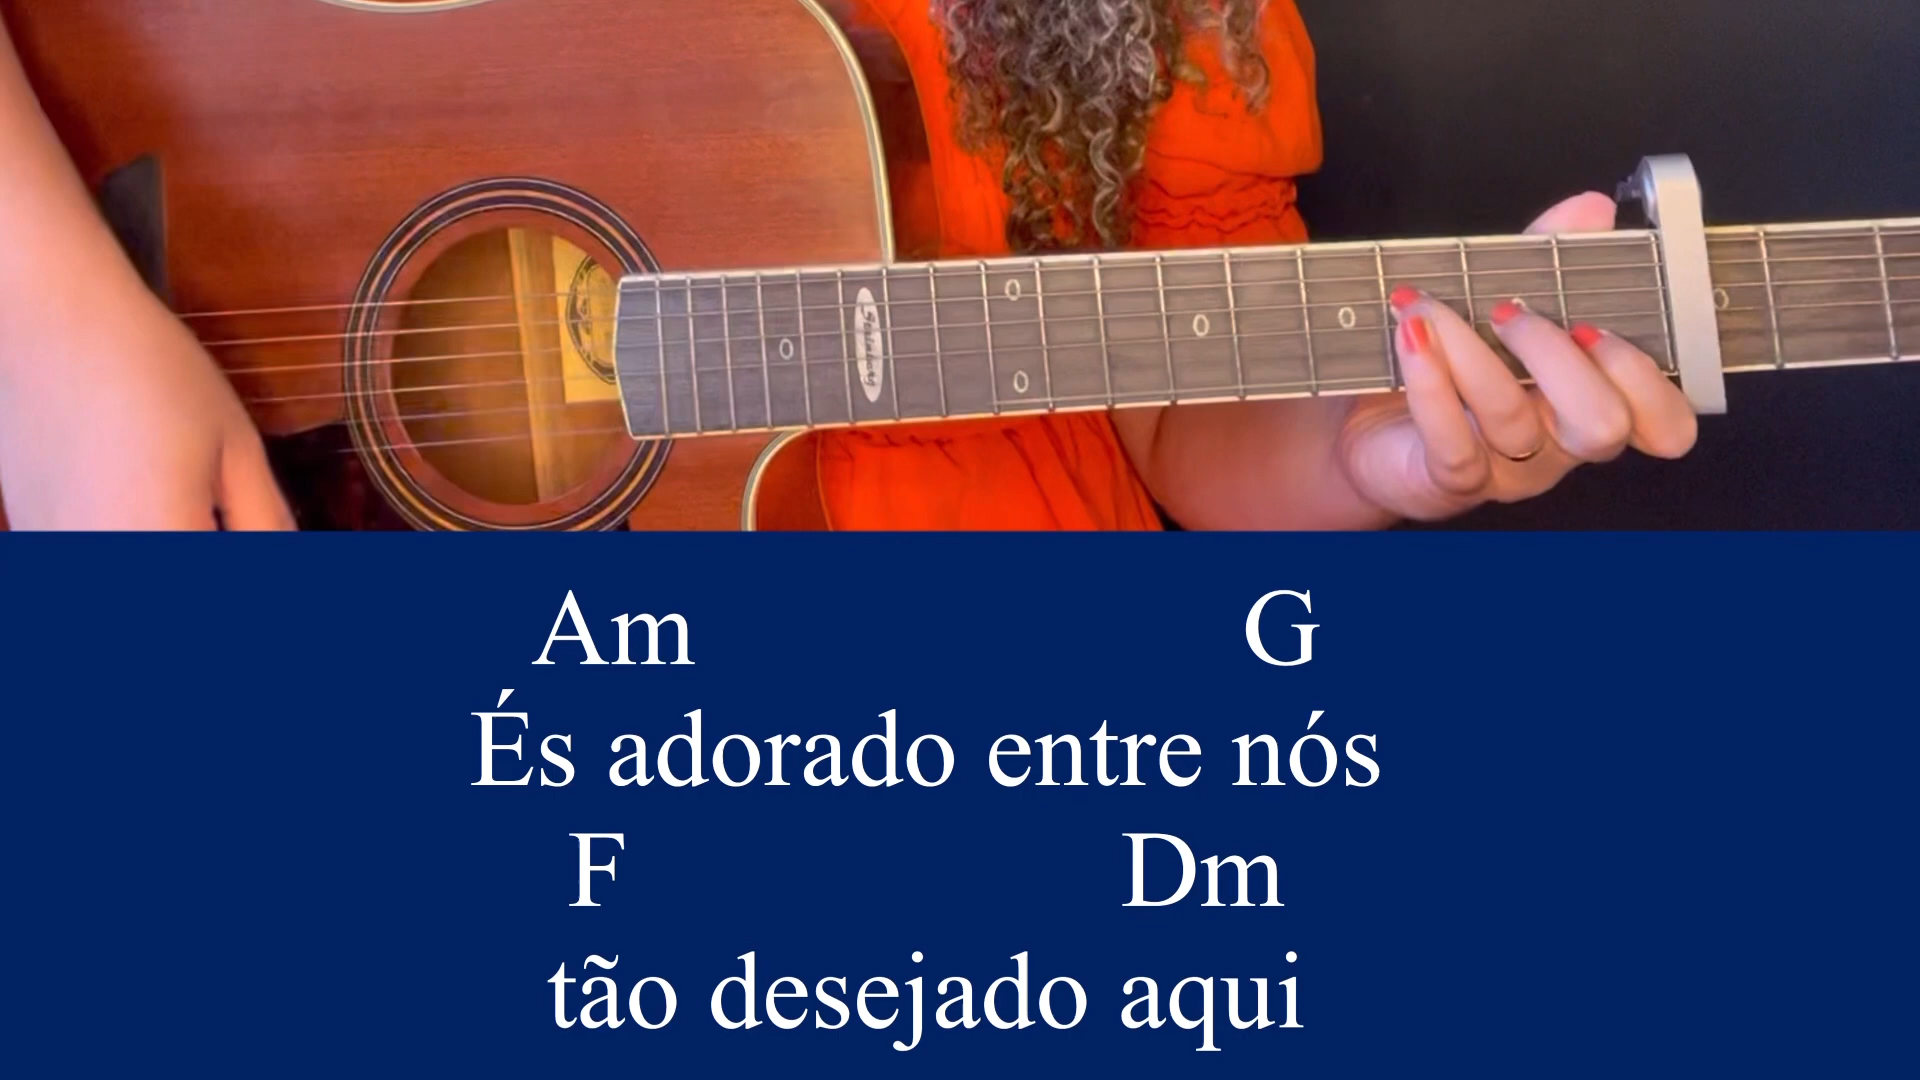 Am G
És adorado entre nós
F Dm
tão desejado aqui